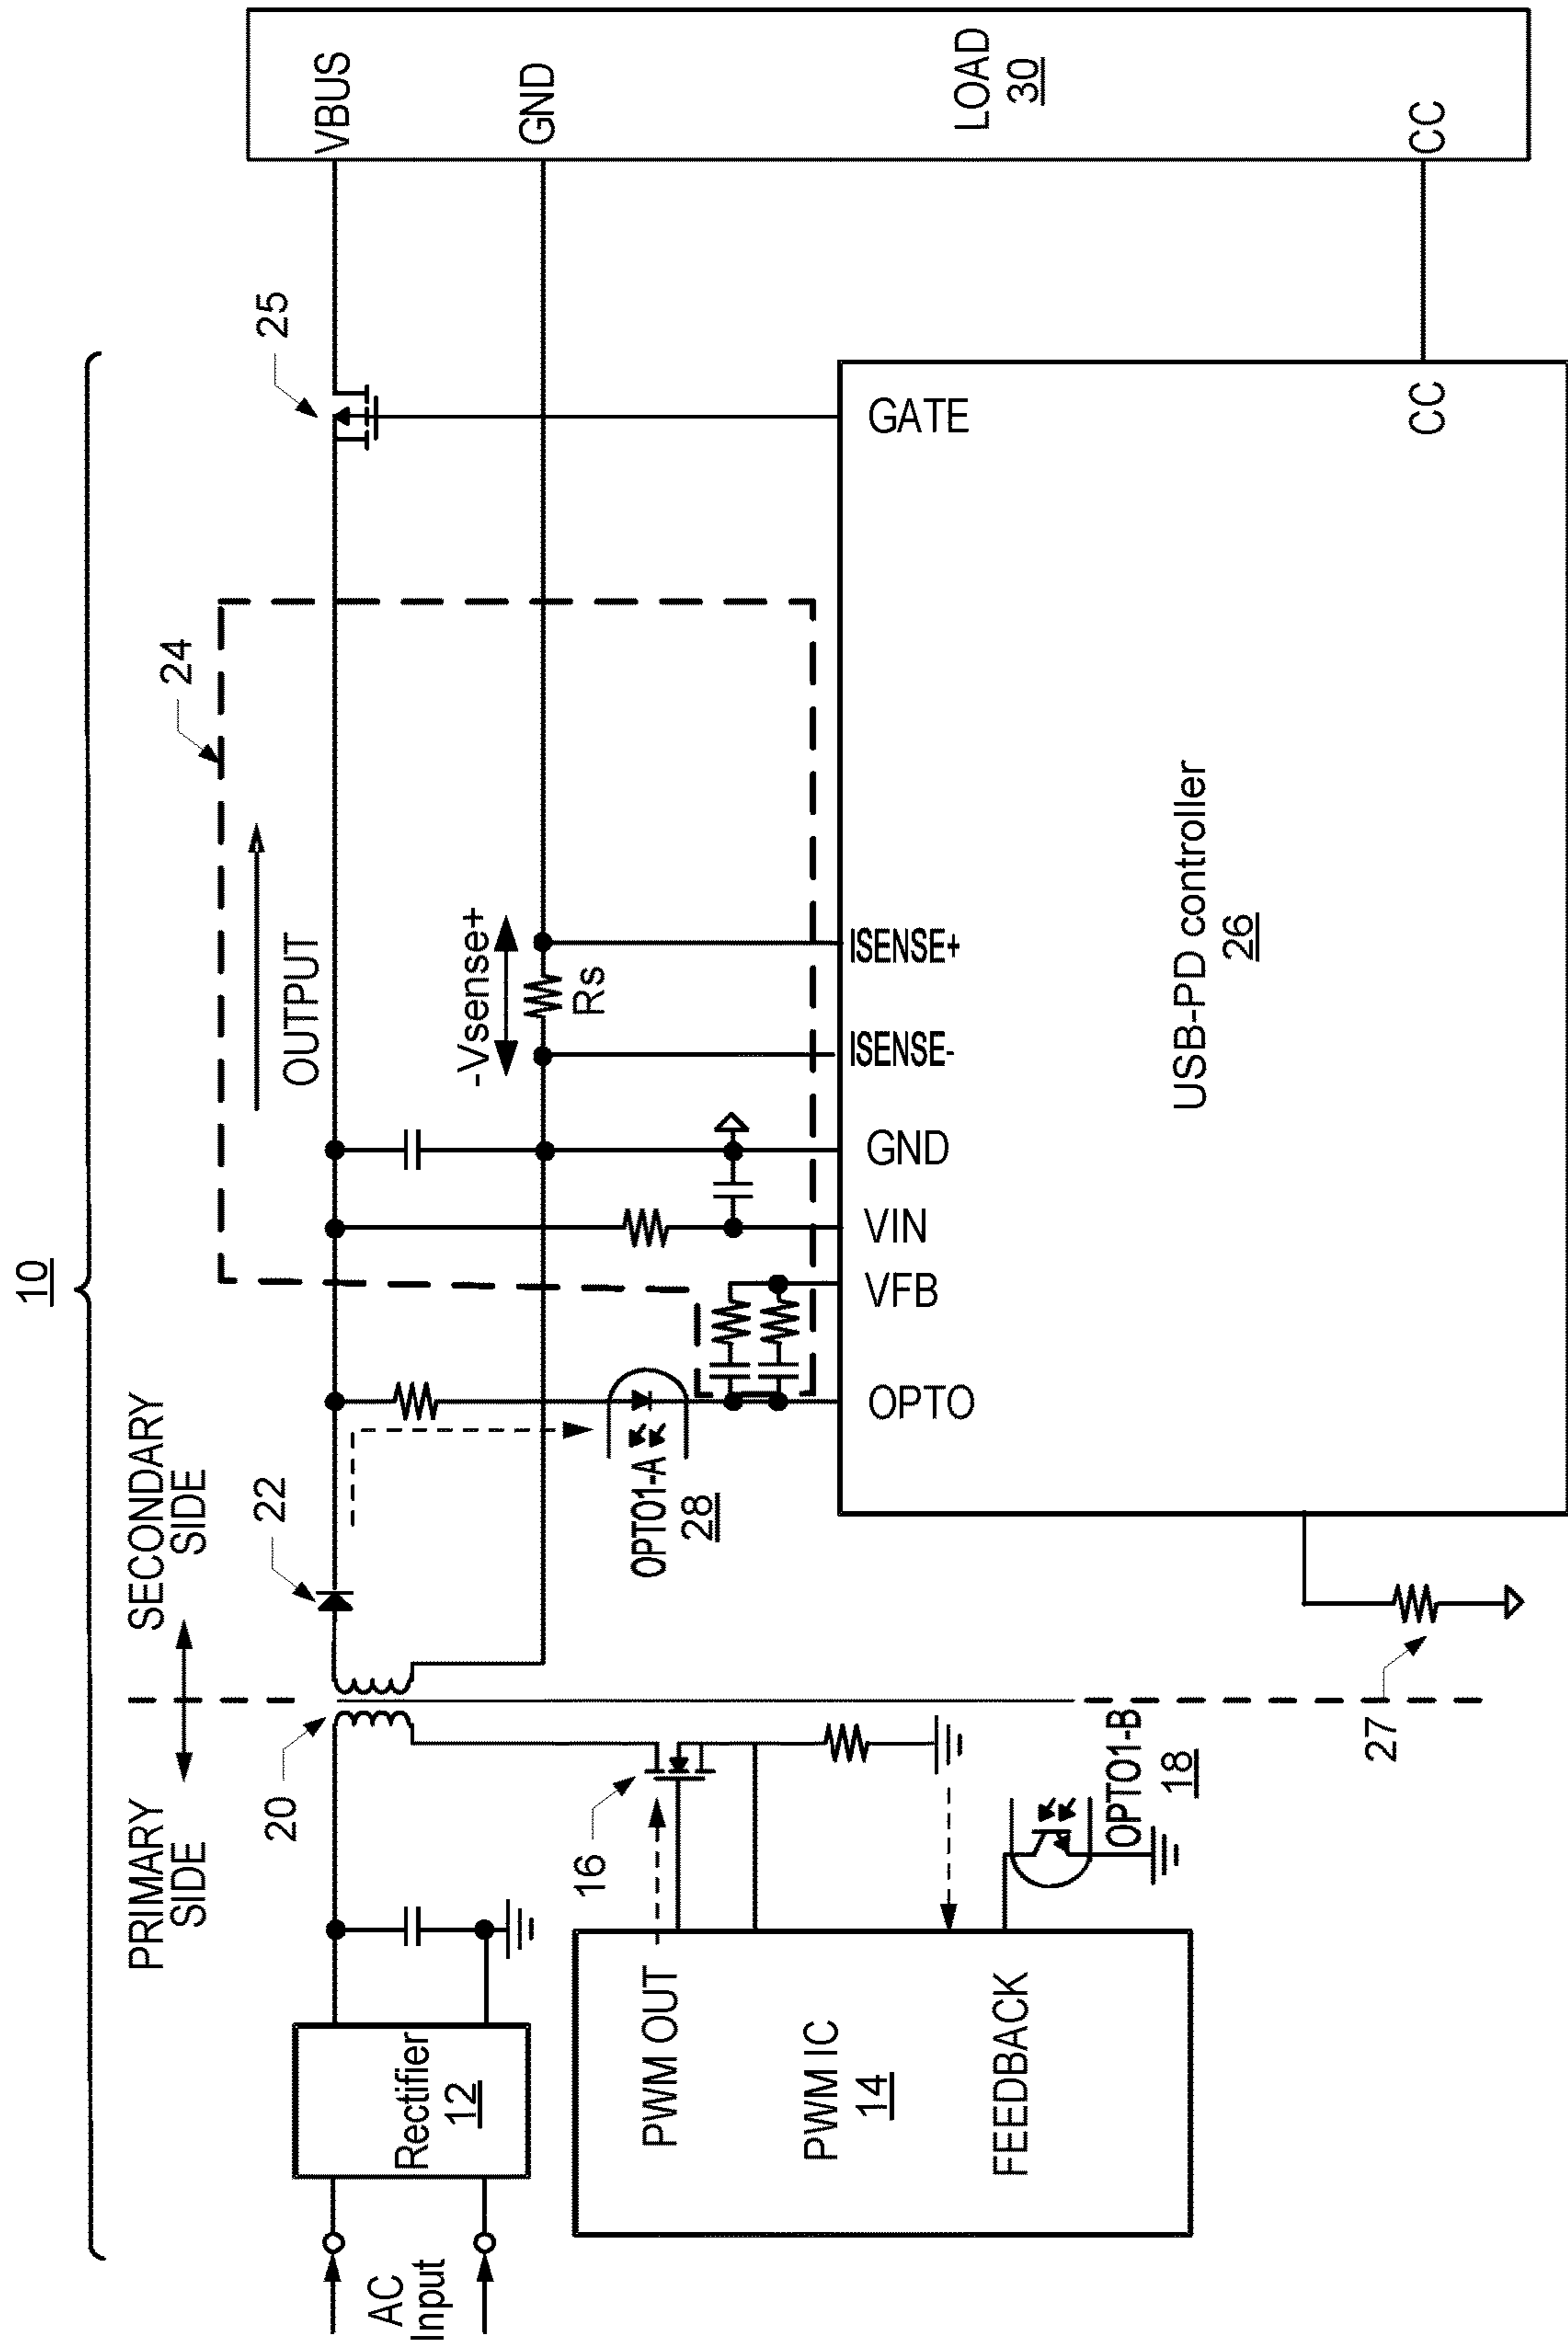 10
PRIMARY
SIDE
SECONDARY
SIDE
AC
Input
Rectifier
12
20
22
OUTPUT
24
25
VBUS
GND
LOAD
30
CC
16
PWM OUT
PWM IC
14
FEEDBACK
OPTO1-B
18
OPTO1-A
28
-Vsense+
Rs
OPTO
VFB
VIN
GND
ISENSE-
ISENSE+
GATE
USB-PD controller
26
CC
27